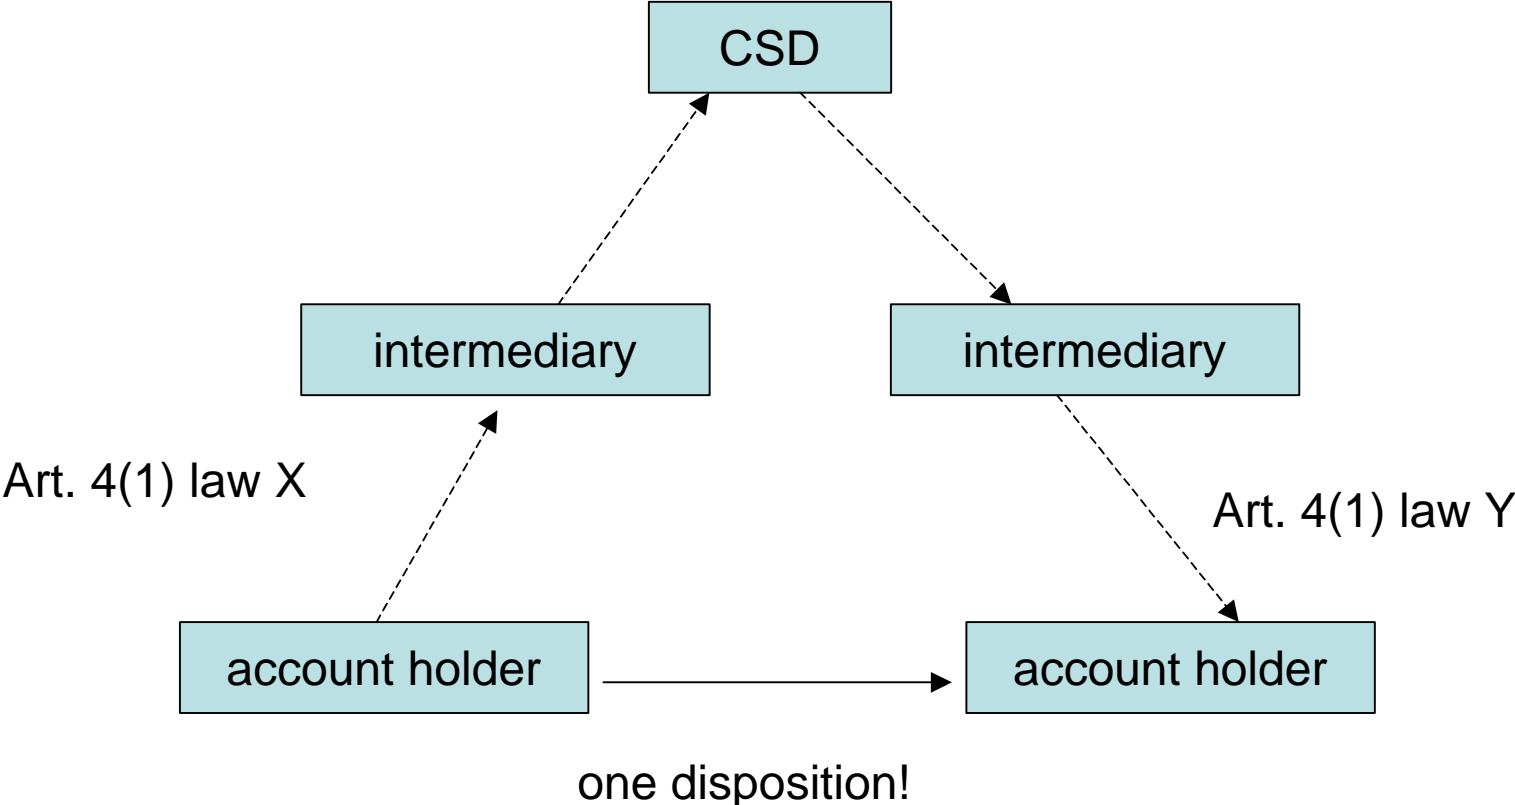 CSD
intermediary
intermediary
Art. 4(1) law X
Art. 4(1) law Y
account holder
account holder
one disposition!